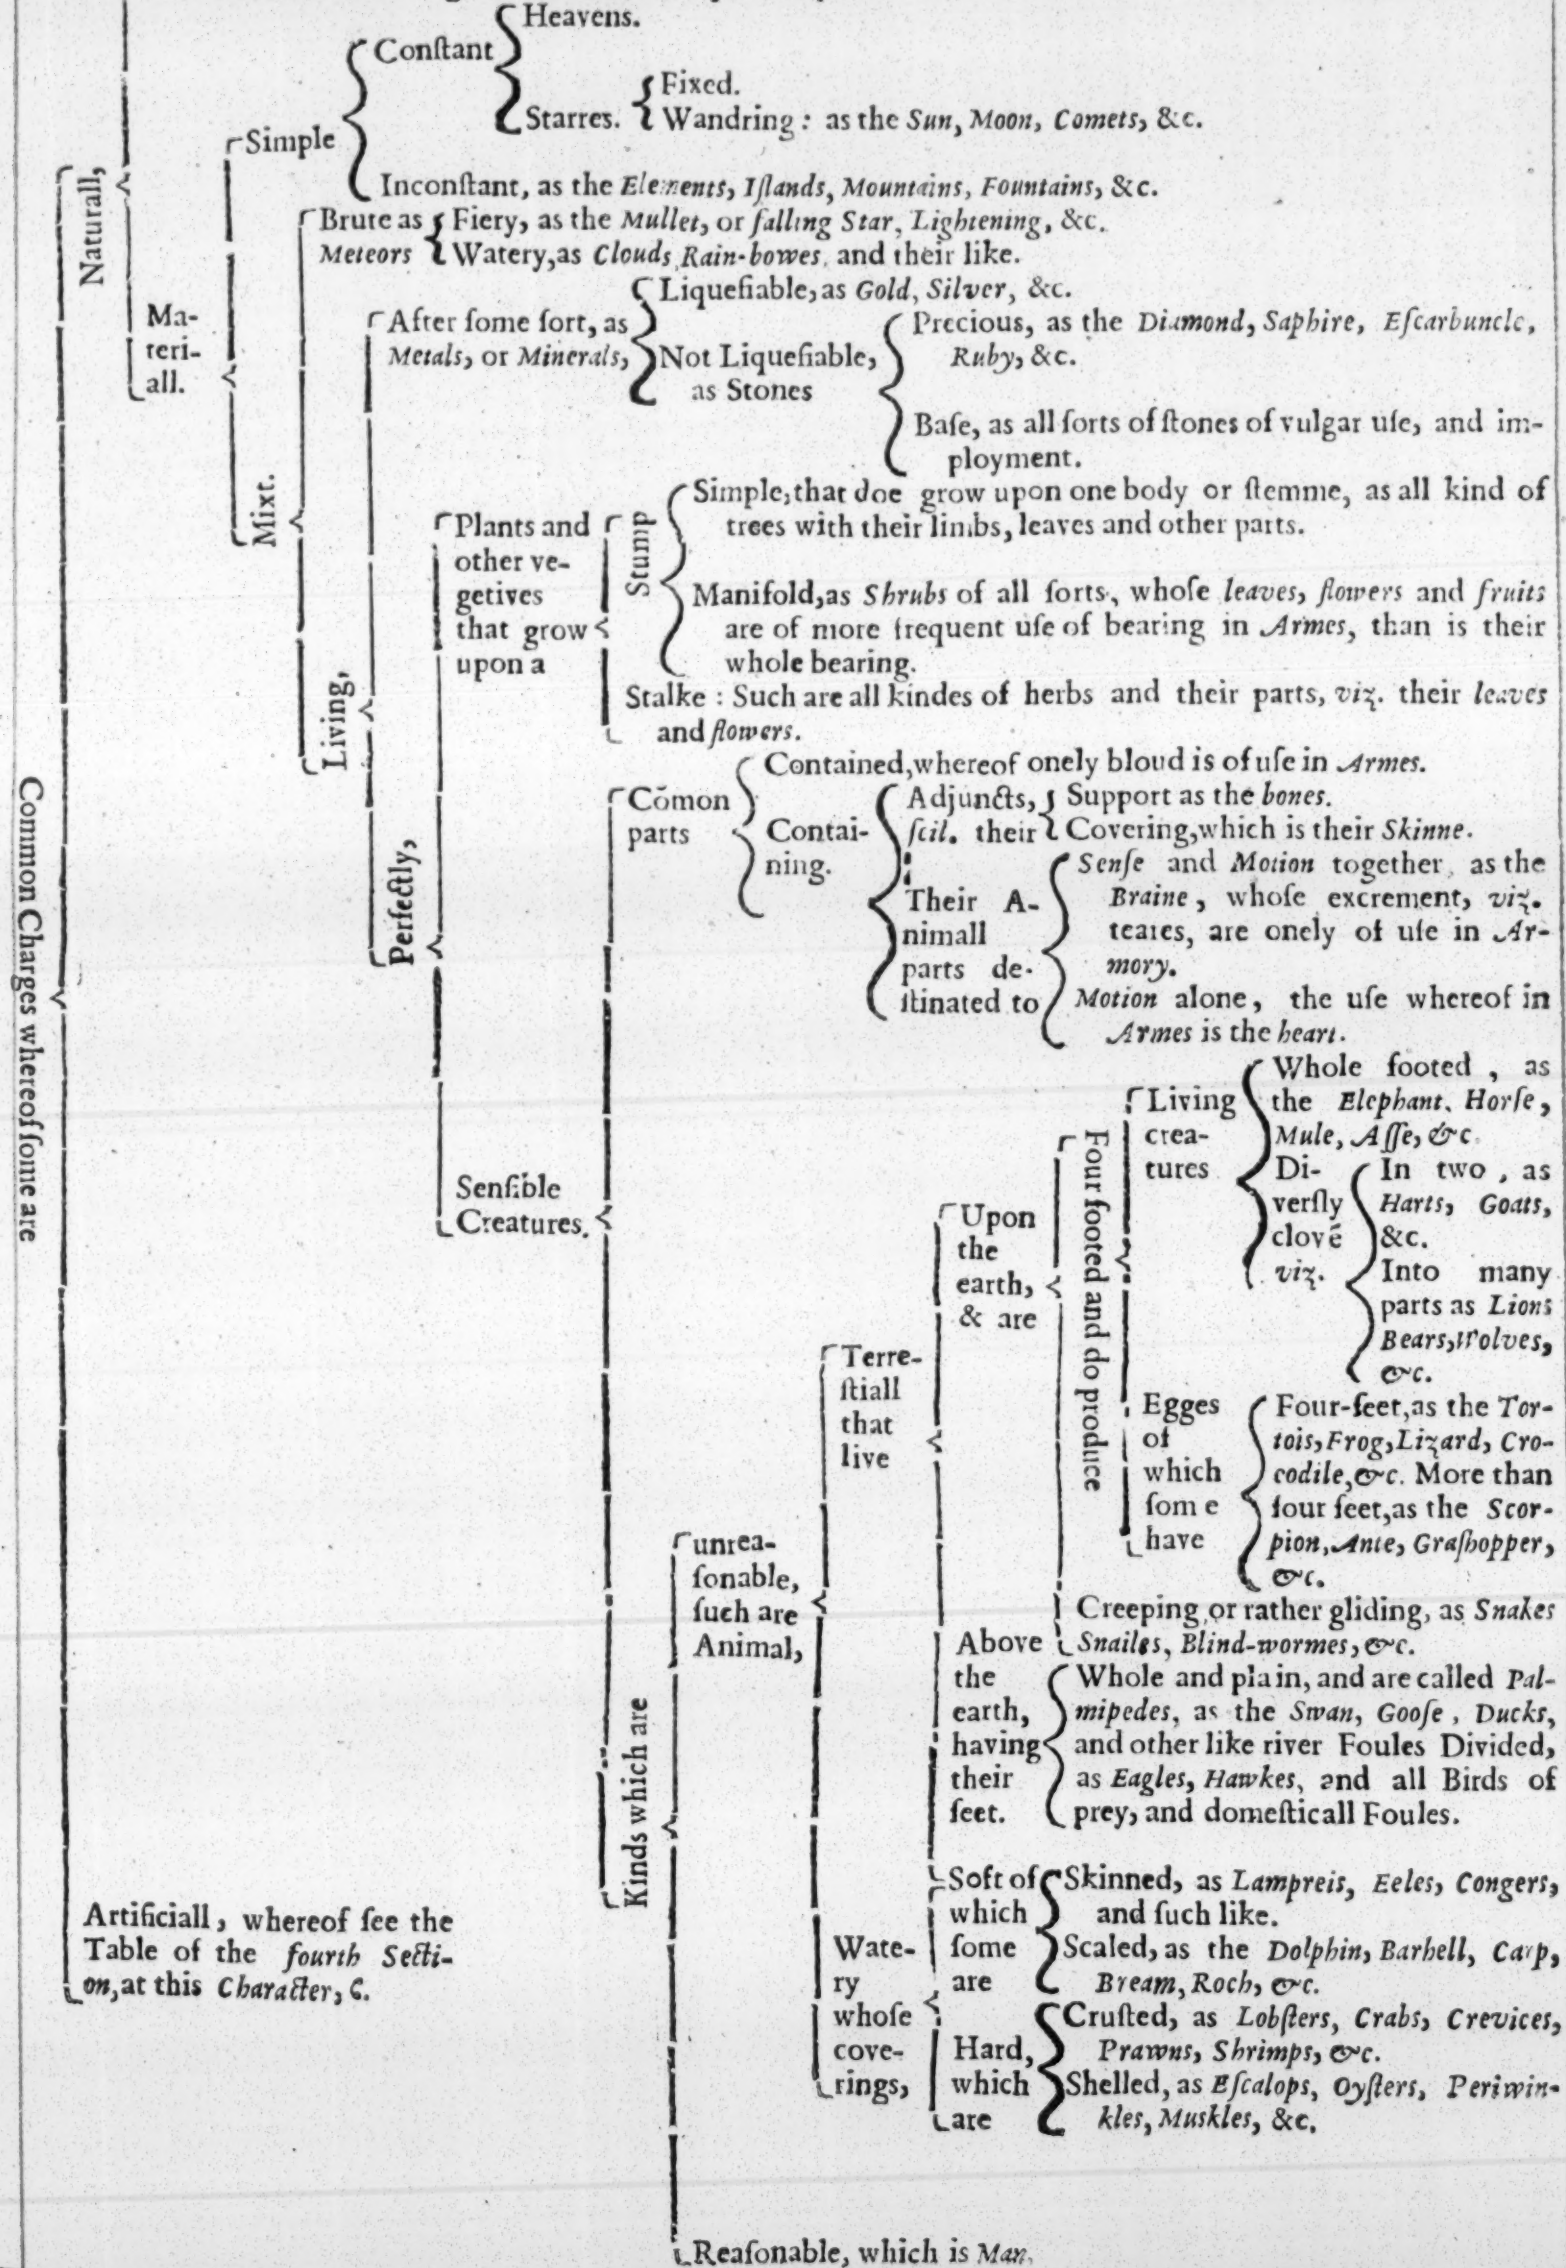 Heavens.
Conſtant
Fixed.
Starres.
Wandring: as the Sun, Moon, Comets, &c.
Simple
Inconſtant, as the Elements, Iſlands, Mountains, Fountains, &c.
Naturall,
Brute as
Meteors
Fiery, as the Mullet, or falling Star, Lightening, &c.
Watery, as Clouds, Rain-bowes, and their like.
Ma-
teri-
all.
Mixt.
After ſome ſort, as
Metals, or Minerals,
Liquefiable, as Gold, Silver, &c.
Not Liquefiable,
as Stones
Precious, as the Diamond, Saphire, Eſcarbuncle,
Ruby, &c.
Baſe, as all ſorts of ſtones of vulgar uſe, and im-
ployment.
Living,
Perfectly,
Plants and
other ve-
getives
that grow
upon a
Stump
Simple, that doe grow upon one body or ſtemme, as all kind of
trees with their limbs, leaves and other parts.
Manifold, as Shrubs of all ſorts, whoſe leaves, flowers and fruits
are of more frequent uſe of bearing in Armes, than is their
whole bearing.
Stalke : Such are all kindes of herbs and their parts, viz. their leaves
and flowers.
Common Charges whereof ſome are
Senſible
Creatures.
Cōmon
parts
Contained, whereof onely bloud is of uſe in Armes.
Contai-
ning.
Adjuncts,
ſcil. their
Support as the bones.
Covering, which is their Skinne.
Their A-
nimall
parts de-
ſtinated to
Senſe and Motion together, as the
Braine, whoſe excrement, viz.
teares, are onely of uſe in Ar-
mory.
Motion alone, the uſe whereof in
Armes is the heart.
Kinds which are
unrea-
ſonable,
ſuch are
Animal,
Terre-
ſtiall
that
live
Upon
the
earth,
& are
Four footed and do produce
Living
crea-
tures
Whole footed, as
the Elephant, Horſe,
Mule, Aſſe, &c.
Di-
verſly
clovē
viz.
In two, as
Harts, Goats,
&c.
Into many
parts as Lions
Bears, Wolves,
&c.
Egges
of
which
ſom e
have
Four-feet, as the Tor-
tois, Frog, Lizard, Cro-
codile, &c. More than
four feet, as the Scor-
pion, Ante, Graſhopper,
&c.
Creeping or rather gliding, as Snakes
Snailes, Blind-wormes, &c.
Above
the
earth,
having
their
feet.
Whole and plain, and are called Pal-
mipedes, as the Swan, Gooſe, Ducks,
and other like river Foules Divided,
as Eagles, Hawkes, and all Birds of
prey, and domeſticall Foules.
Wate-
ry
whoſe
cove-
rings,
Soft of
which
ſome
are
Skinned, as Lampreis, Eeles, Congers,
and ſuch like.
Scaled, as the Dolphin, Barbell, Carp,
Bream, Roch, &c.
Hard,
which
are
Cruſted, as Lobſters, Crabs, Crevices,
Prawns, Shrimps, &c.
Shelled, as Eſcalops, Oyſters, Periwin-
kles, Muskles, &c.
Reaſonable, which is Man.
Artificiall, whereof ſee the
Table of the fourth Secti-
on, at this Character,